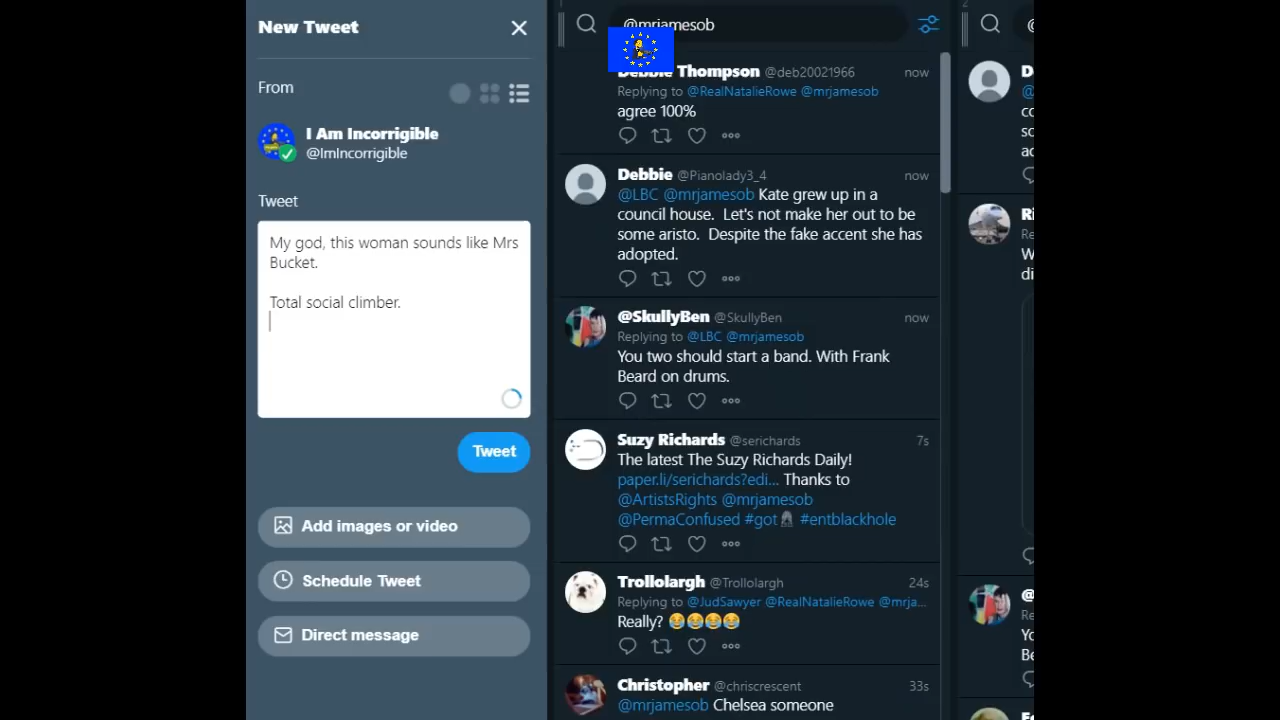 New Tweet
From
I Am Incorrigible
@ImIncorrigible
Tweet
My god, this woman sounds like Mrs
Bucket.
Total social climber.
Tweet
Add images or video
Schedule Tweet
Direct message
@mrjamesob
Debbie Thompson @deb20021966 now
Replying to @RealNatalieRowe @mrjamesob
agree 100%
Debbie @Pianolady3_4 now
@LBC @mrjamesob Kate grew up in a
council house. Let's not make her out to be
some aristo. Despite the fake accent she has
adopted.
@SkullyBen @SkullyBen now
Replying to @LBC @mrjamesob
You two should start a band. With Frank
Beard on drums.
Suzy Richards @serichards 7s
The latest The Suzy Richards Daily!
paper.li/serichards?edi... Thanks to
@ArtistsRights @mrjamesob
@PermaConfused #got #entblackhole
Trollolargh @Trollolargh 24s
Replying to @JudSawyer @RealNatalieRowe @mrja...
Really? 😂😂😂😂
Christopher @chriscrescent 33s
@mrjamesob Chelsea someone